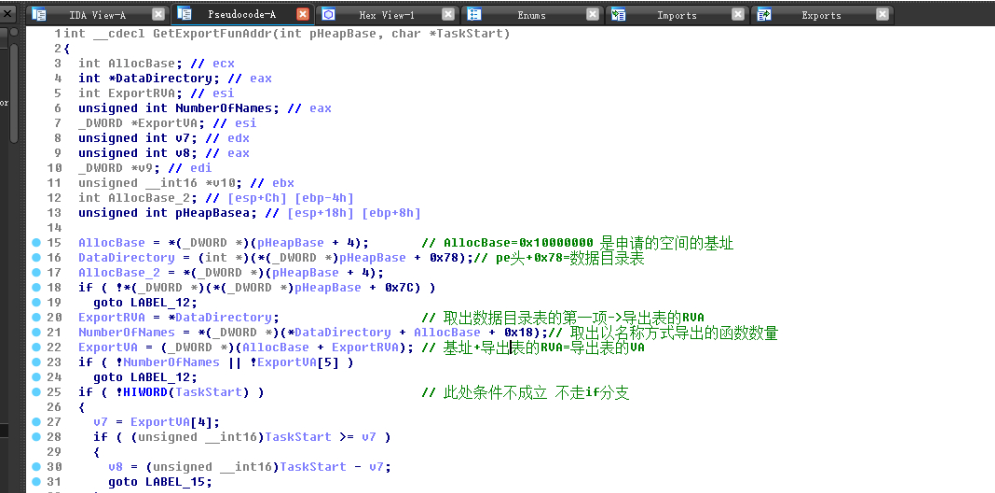 IDA View-A Pseudocode-A Hex View-1 Enums Imports Exports
or
1 int __cdecl GetExportFunAddr(int pHeapBase, char *TaskStart)
2 {
3 int AllocBase; // ecx
4 int *DataDirectory; // eax
5 int ExportRVA; // esi
6 unsigned int NumberOfNames; // eax
7 _DWORD *ExportVA; // esi
8 unsigned int v7; // edx
9 unsigned int v8; // eax
10 _DWORD *v9; // edi
11 unsigned __int16 *v10; // ebx
12 int AllocBase_2; // [esp+Ch] [ebp-4h]
13 unsigned int pHeapBasea; // [esp+18h] [ebp+8h]
14
15 AllocBase = *(_DWORD *)(pHeapBase + 4); // AllocBase=0x10000000 是申请的空间的基址
16 DataDirectory = (int *)(*(_DWORD *)pHeapBase + 0x78);// pe头+0x78=数据目录表
17 AllocBase_2 = *(_DWORD *)(pHeapBase + 4);
18 if ( !*(_DWORD *)(*(_DWORD *)pHeapBase + 0x7C) )
19 goto LABEL_12;
20 ExportRVA = *DataDirectory; // 取出数据目录表的第一项->导出表的RVA
21 NumberOfNames = *(_DWORD *)(*DataDirectory + AllocBase + 0x18);// 取出以名称方式导出的函数数量
22 ExportVA = (_DWORD *)(AllocBase + ExportRVA); // 基址+导出表的RVA=导出表的VA
23 if ( !NumberOfNames || !ExportVA[5] )
24 goto LABEL_12;
25 if ( !HIWORD(TaskStart) ) // 此处条件不成立 不走if分支
26 {
27 v7 = ExportVA[4];
28 if ( (unsigned __int16)TaskStart >= v7 )
29 {
30 v8 = (unsigned __int16)TaskStart - v7;
31 goto LABEL_15;